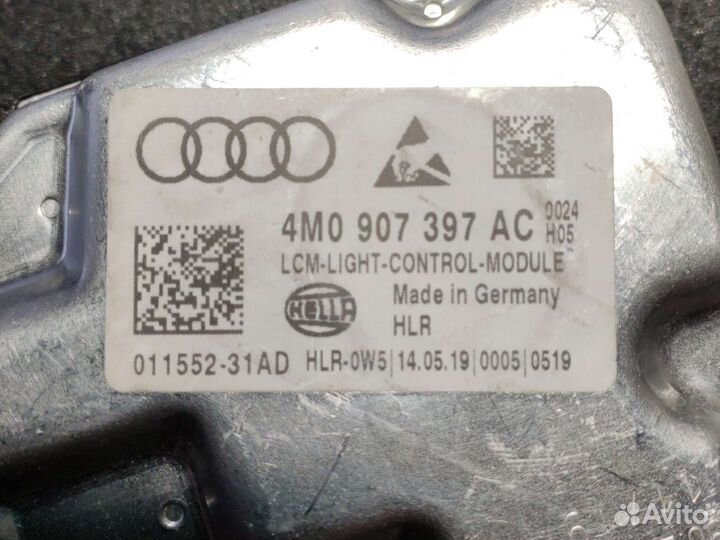 4M0 907 397 AC 0024 H05
LCM-LIGHT-CONTROL-MODULE
HELLA
Made in Germany
HLR
011552-31AD HLR-0W5|14.05.19|0005|0519
Avito